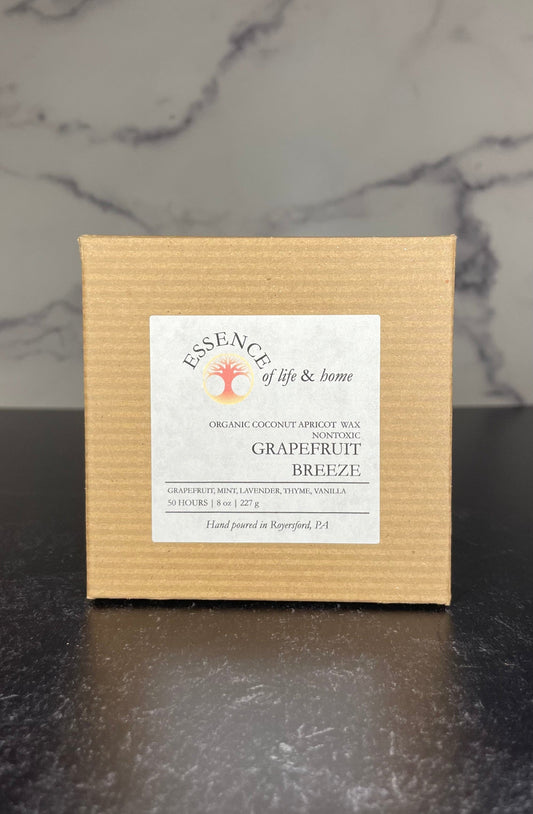 ESSENCE
of life & home
ORGANIC COCONUT APRICOT WAX
NONTOXIC
GRAPEFRUIT
BREEZE
GRAPEFRUIT, MINT, LAVENDER, THYME, VANILLA
50 HOURS | 8 oz | 227 g
Hand poured in Royersford, PA